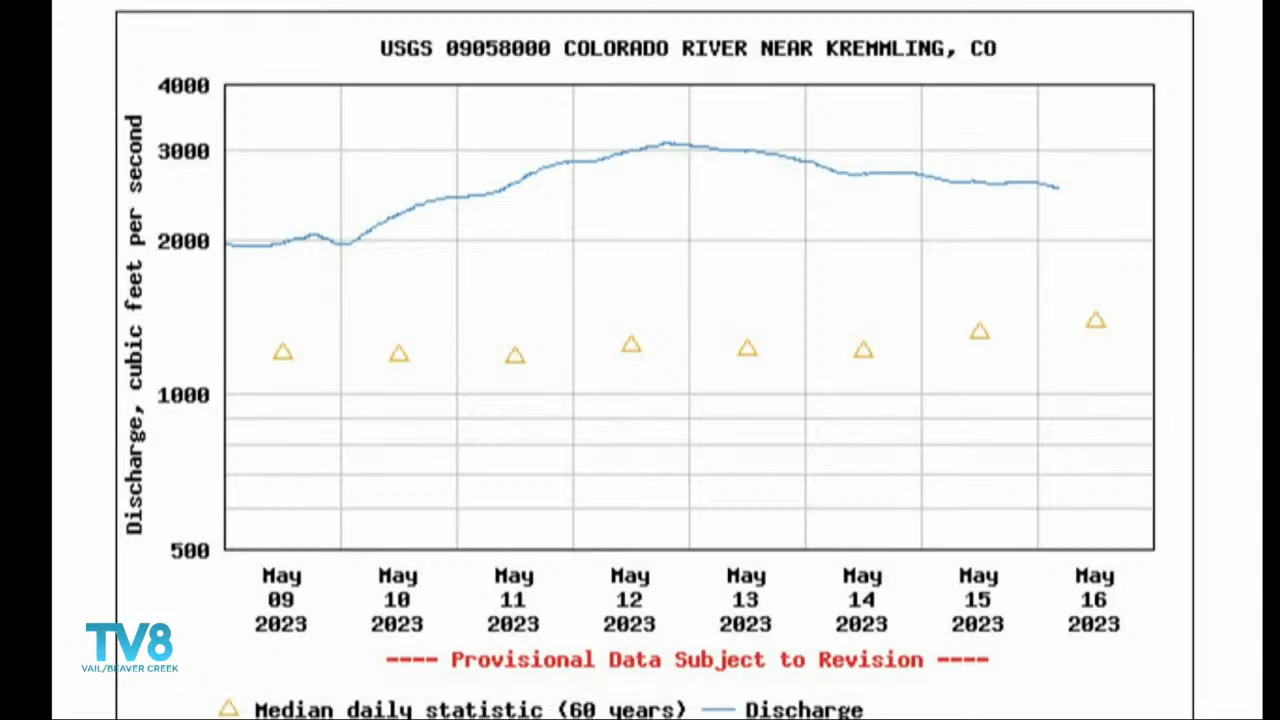 USGS 09058000 COLORADO RIVER NEAR KREMMLING, CO
Discharge, cubic feet per second
4000
3000
2000
1000
500
May May May May May May May May
09 10 11 12 13 14 15 16
2023 2023 2023 2023 2023 2023 2023 2023
---- Provisional Data Subject to Revision ----
Median daily statistic (60 years) Discharge
TV8
VAIL/BEAVER CREEK